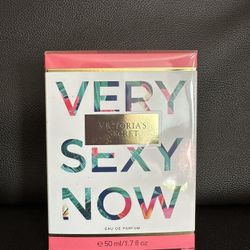 VERY
VICTORIA'S
SECRET
SEXY
NOW
EAU DE PARFUM
℮ 50 ml/1.7 fl oz